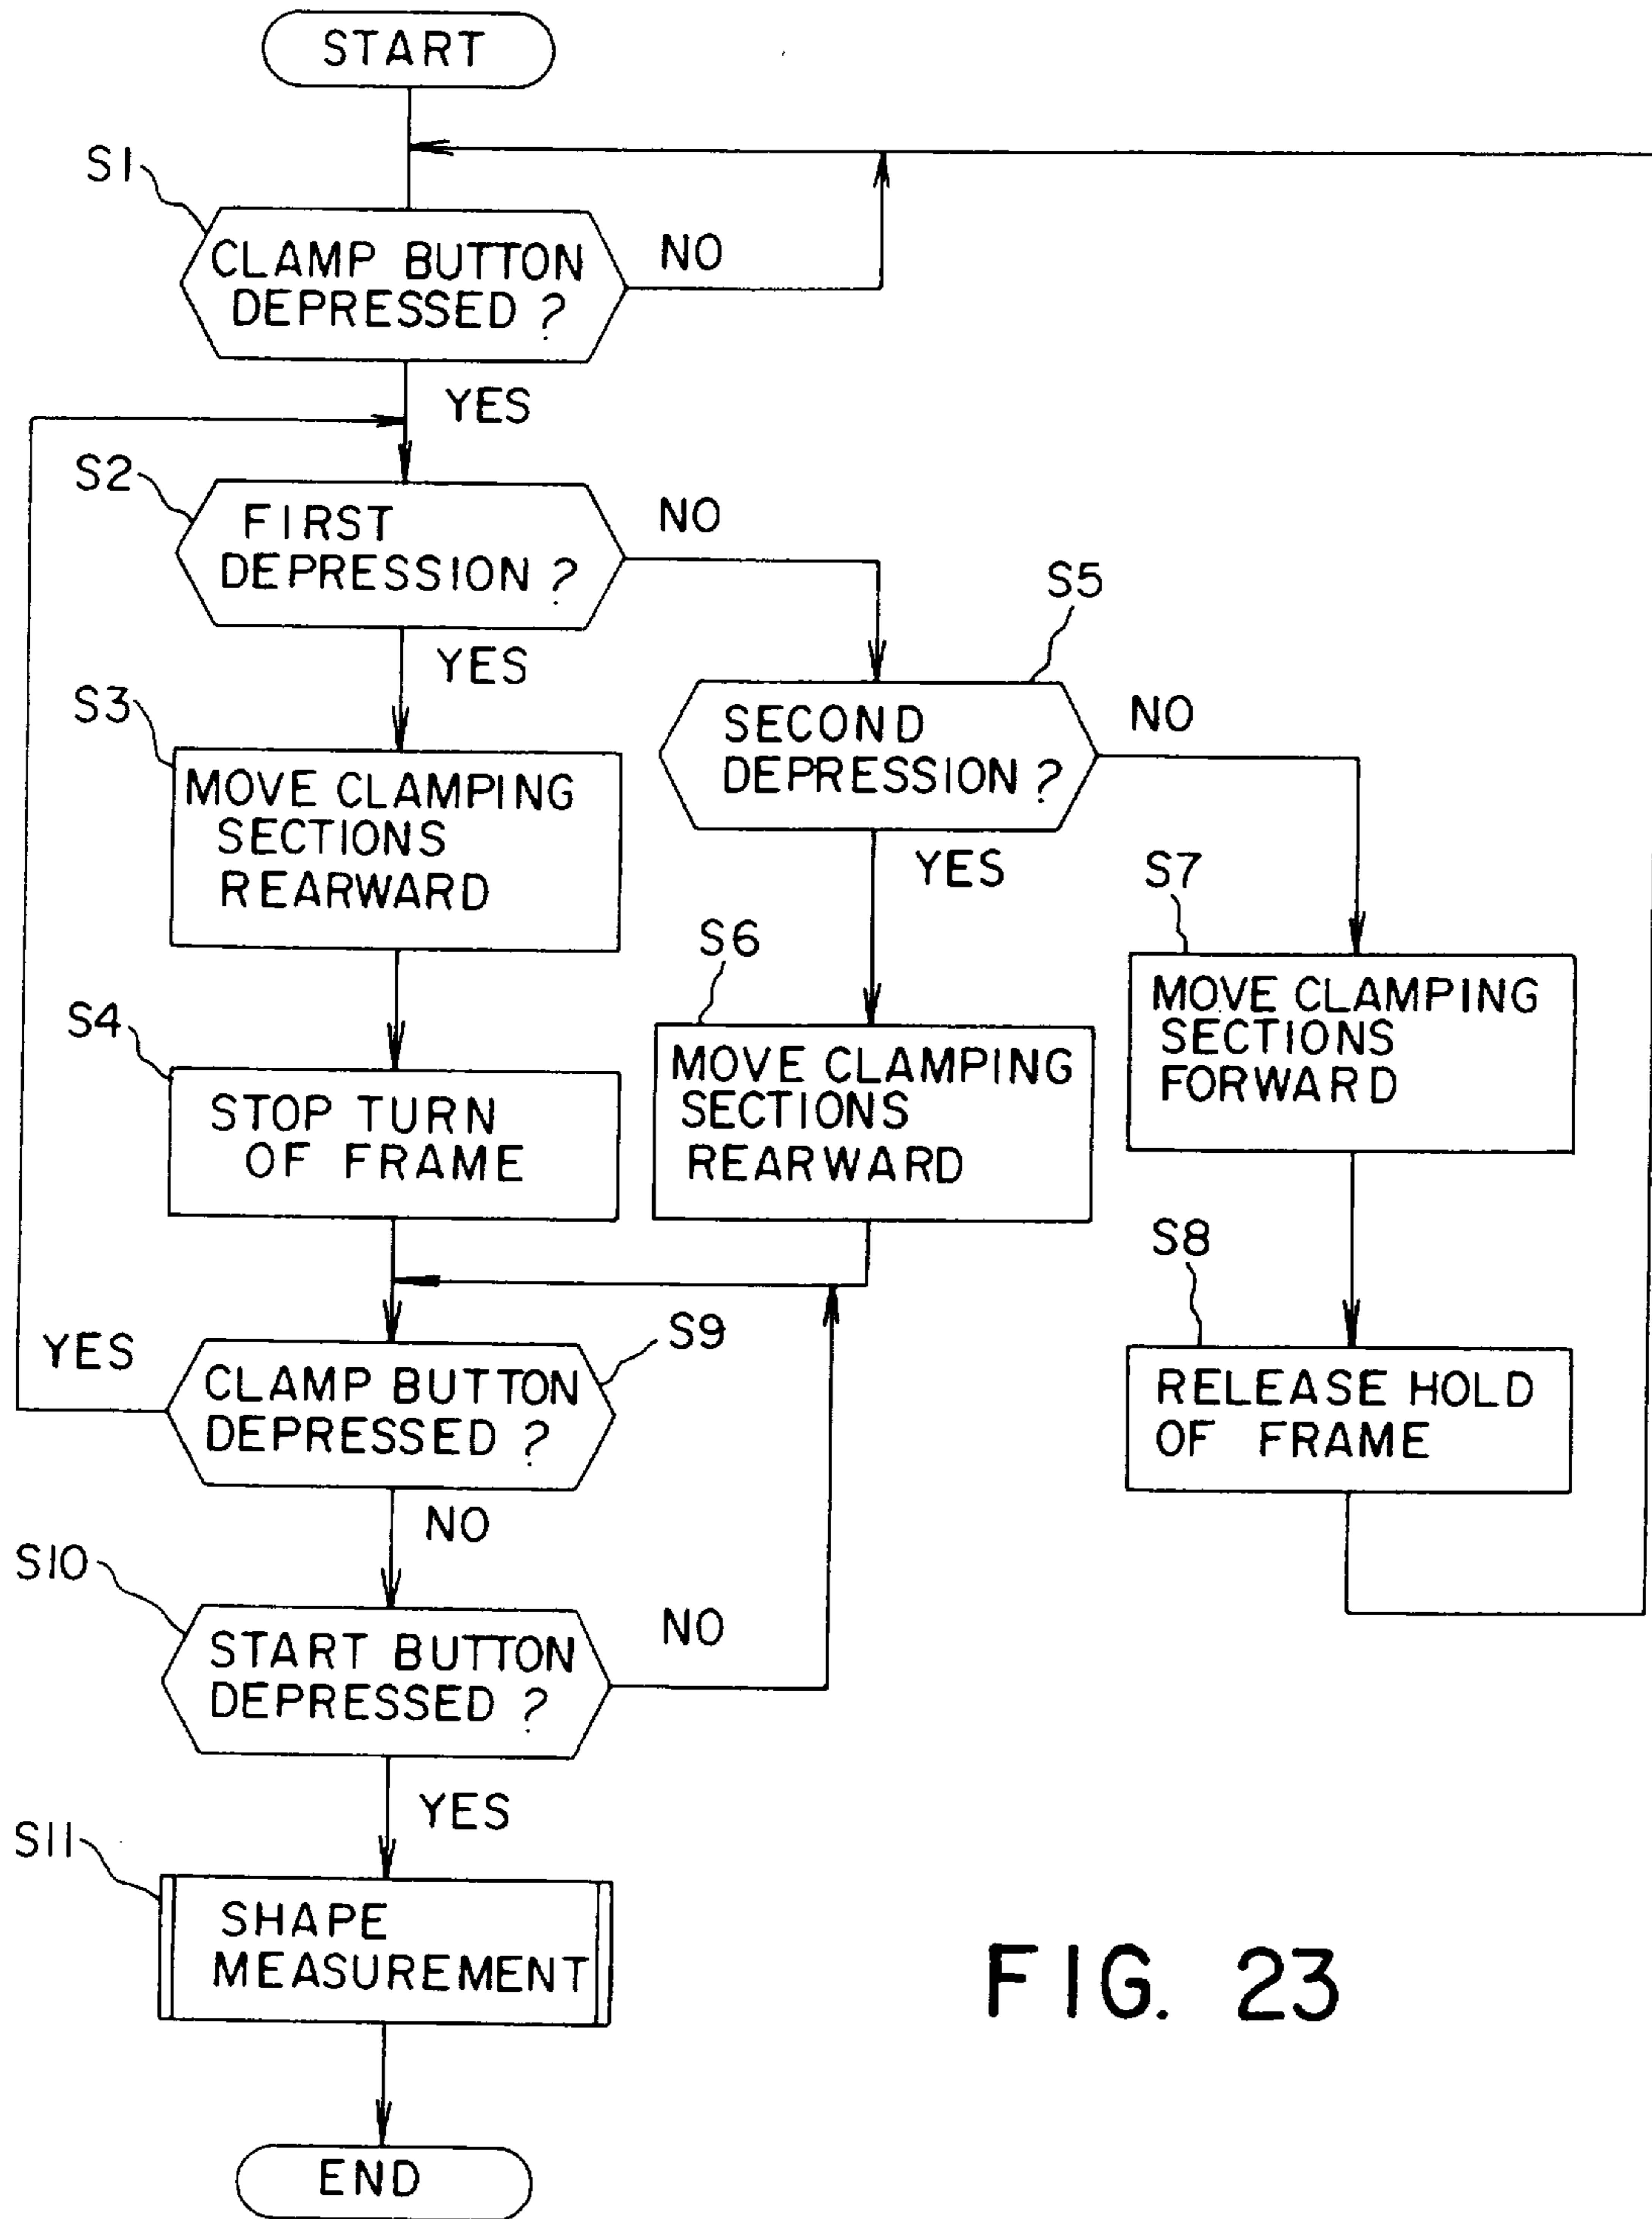 START
S1
CLAMP BUTTON
DEPRESSED ?
NO
YES
S2
FIRST
DEPRESSION ?
NO
YES
S5
SECOND
DEPRESSION ?
NO
YES
S3
MOVE CLAMPING
SECTIONS
REARWARD
S7
MOVE CLAMPING
SECTIONS
FORWARD
S6
MOVE CLAMPING
SECTIONS
REARWARD
S4
STOP TURN
OF FRAME
S8
RELEASE HOLD
OF FRAME
S9
YES
CLAMP BUTTON
DEPRESSED ?
NO
S10
START BUTTON
DEPRESSED ?
NO
YES
S11
SHAPE
MEASUREMENT
END
FIG. 23